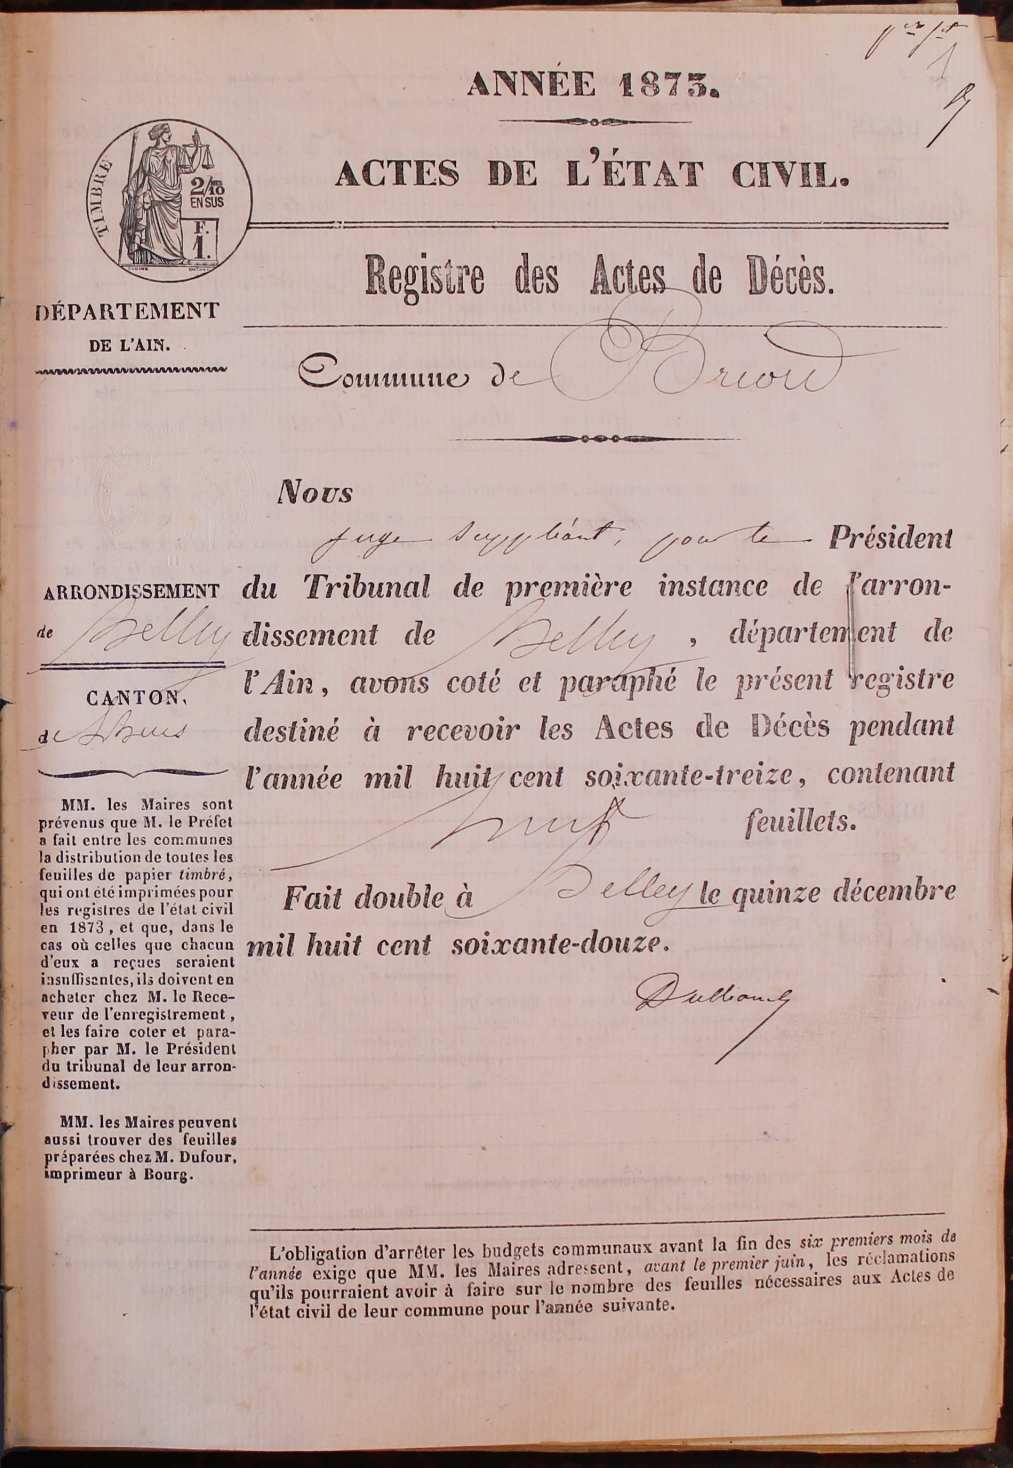 ANNÉE 1873.
ACTES DE L'ÉTAT CIVIL.
TIMBRE
2/10
EN SUS
F.
1.
Registre des Actes de Décès.
DÉPARTEMENT
DE L'AIN.
Commune de Briord
Nous
juge suppléant, pour le Président
du Tribunal de première instance de l'arron-
dissement de Belley, département de
l'Ain, avons coté et paraphé le présent registre
destiné à recevoir les Actes de Décès pendant
l'année mil huit cent soixante-treize, contenant
feuillets.
Fait double à Belley le quinze décembre
mil huit cent soixante-douze.
ARRONDISSEMENT
de Belley
CANTON,
de Lhuis
MM. les Maires sont
prévenus que M. le Préfet
a fait entre les communes
la distribution de toutes les
feuilles de papier timbré,
qui ont été imprimées pour
les registres de l'état civil
en 1873, et que, dans le
cas où celles que chacun
d'eux a reçues seraient
insuffisantes, ils doivent en
acheter chez M. le Rece-
veur de l'enregistrement,
et les faire coter et para-
pher par M. le Président
du tribunal de leur arron-
dissement.
MM. les Maires peuvent
aussi trouver des feuilles
préparées chez M. Dufour,
imprimeur à Bourg.
L'obligation d'arrêter les budgets communaux avant la fin des six premiers mois de
l'année exige que MM. les Maires adressent, avant le premier juin, les réclamations
qu'ils pourraient avoir à faire sur le nombre des feuilles nécessaires aux Actes de
l'état civil de leur commune pour l'année suivante.